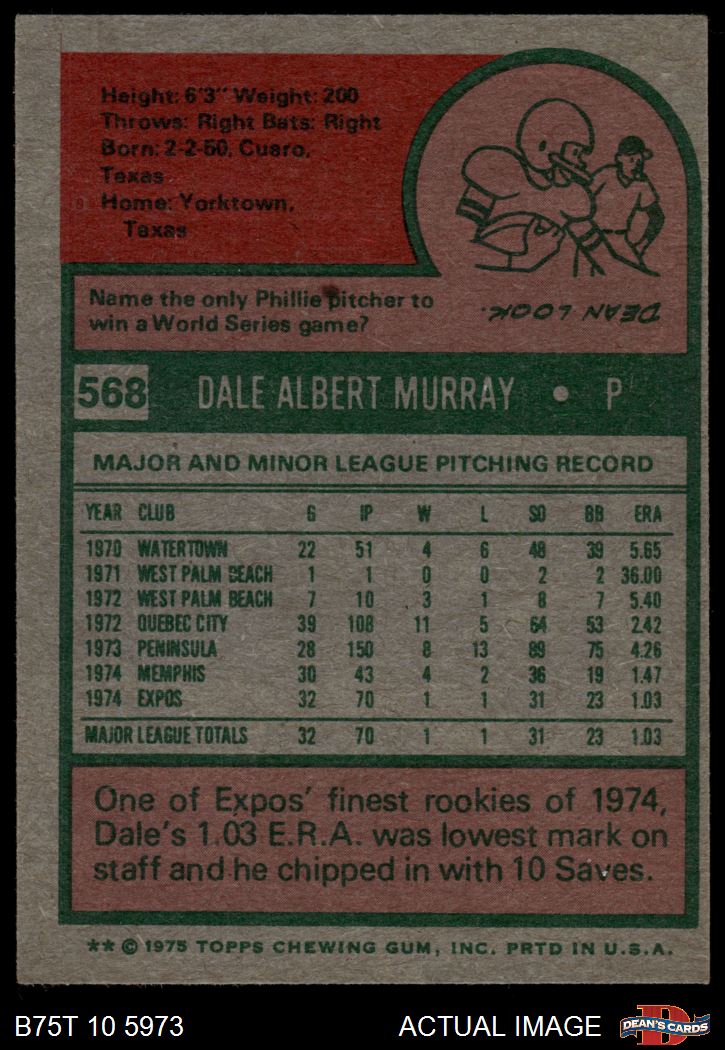 Height: 6'3" Weight: 200
Throws: Right Bats: Right
Born: 2-2-50, Cuero,
Texas
Home: Yorktown,
Texas
Name the only Phillie pitcher to
win a World Series game?
DEAN LOOK.
568 DALE ALBERT MURRAY • P
MAJOR AND MINOR LEAGUE PITCHING RECORD
YEAR CLUB G IP W L SO BB ERA
1970 WATERTOWN 22 51 4 6 48 39 5.65
1971 WEST PALM BEACH 1 1 0 0 2 2 36.00
1972 WEST PALM BEACH 7 10 3 1 8 7 5.40
1972 QUEBEC CITY 39 108 11 5 64 53 2.42
1973 PENINSULA 28 150 8 13 89 75 4.26
1974 MEMPHIS 30 43 4 2 36 19 1.47
1974 EXPOS 32 70 1 1 31 23 1.03
MAJOR LEAGUE TOTALS 32 70 1 1 31 23 1.03
One of Expos' finest rookies of 1974,
Dale's 1.03 E.R.A. was lowest mark on
staff and he chipped in with 10 Saves.
** © 1975 TOPPS CHEWING GUM, INC. PRTD IN U.S.A.
B75T 10 5973 ACTUAL IMAGE D DEAN'S CARDS